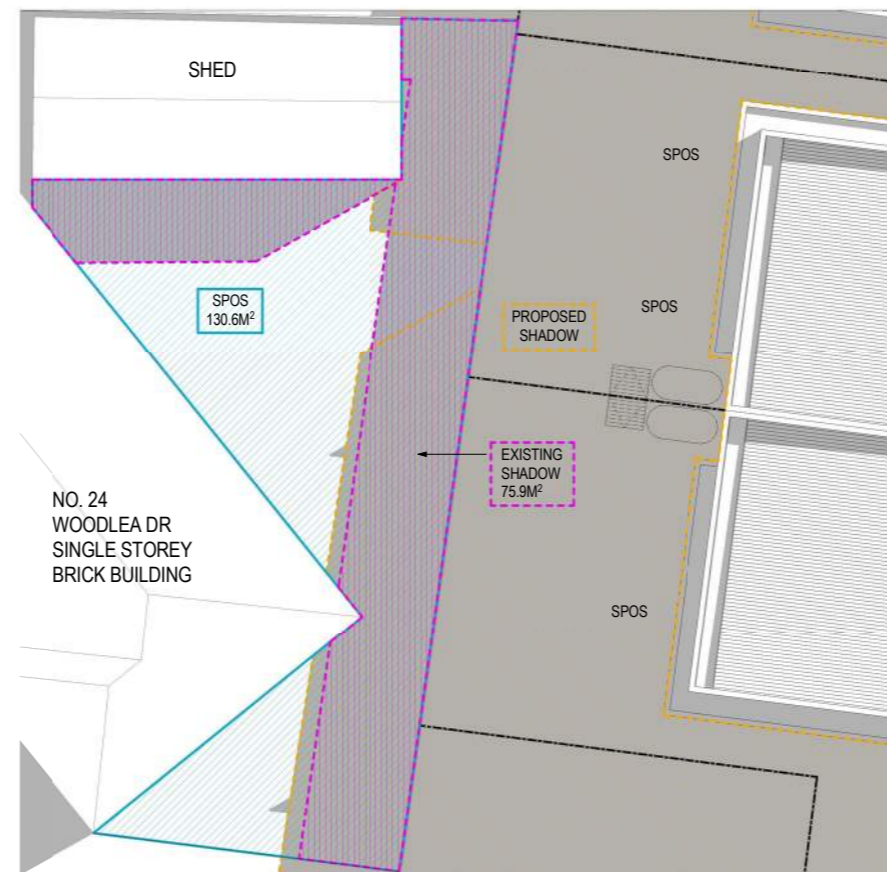 SHED
SPOS
SPOS
130.6M²
SPOS
PROPOSED
SHADOW
EXISTING
SHADOW
75.9M²
NO. 24
WOODLEA DR
SINGLE STOREY
BRICK BUILDING
SPOS